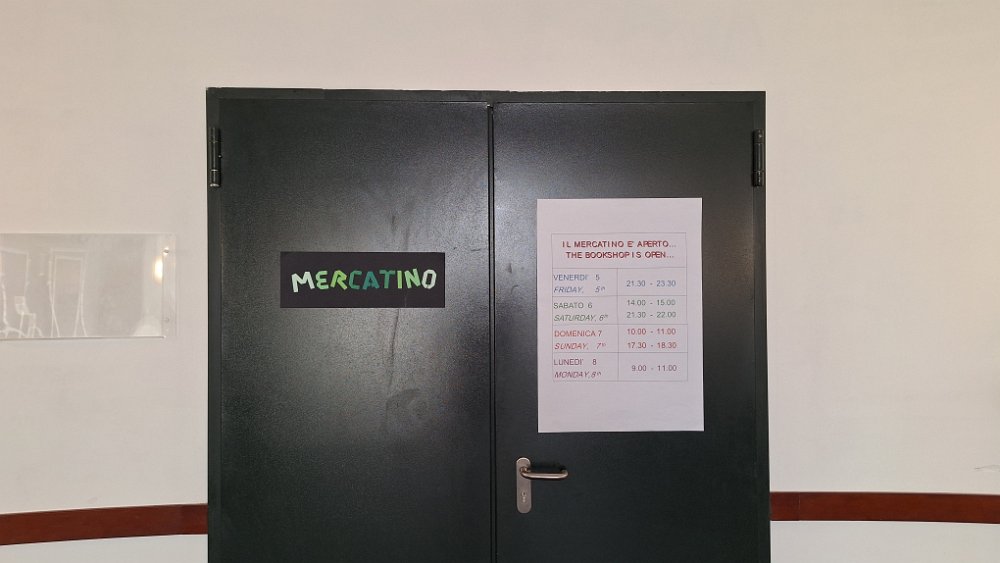 MERCATINO
IL MERCATINO E' APERTO...
THE BOOKSHOP IS OPEN...
VENERDI' 5
FRIDAY, 5th
21.30 - 23.30
SABATO 6
SATURDAY, 6th
14.00 - 15.00
21.30 - 22.00
DOMENICA 7
SUNDAY, 7th
10.00 - 11.00
17.30 - 18.30
LUNEDI' 8
MONDAY, 8th
9.00 - 11.00